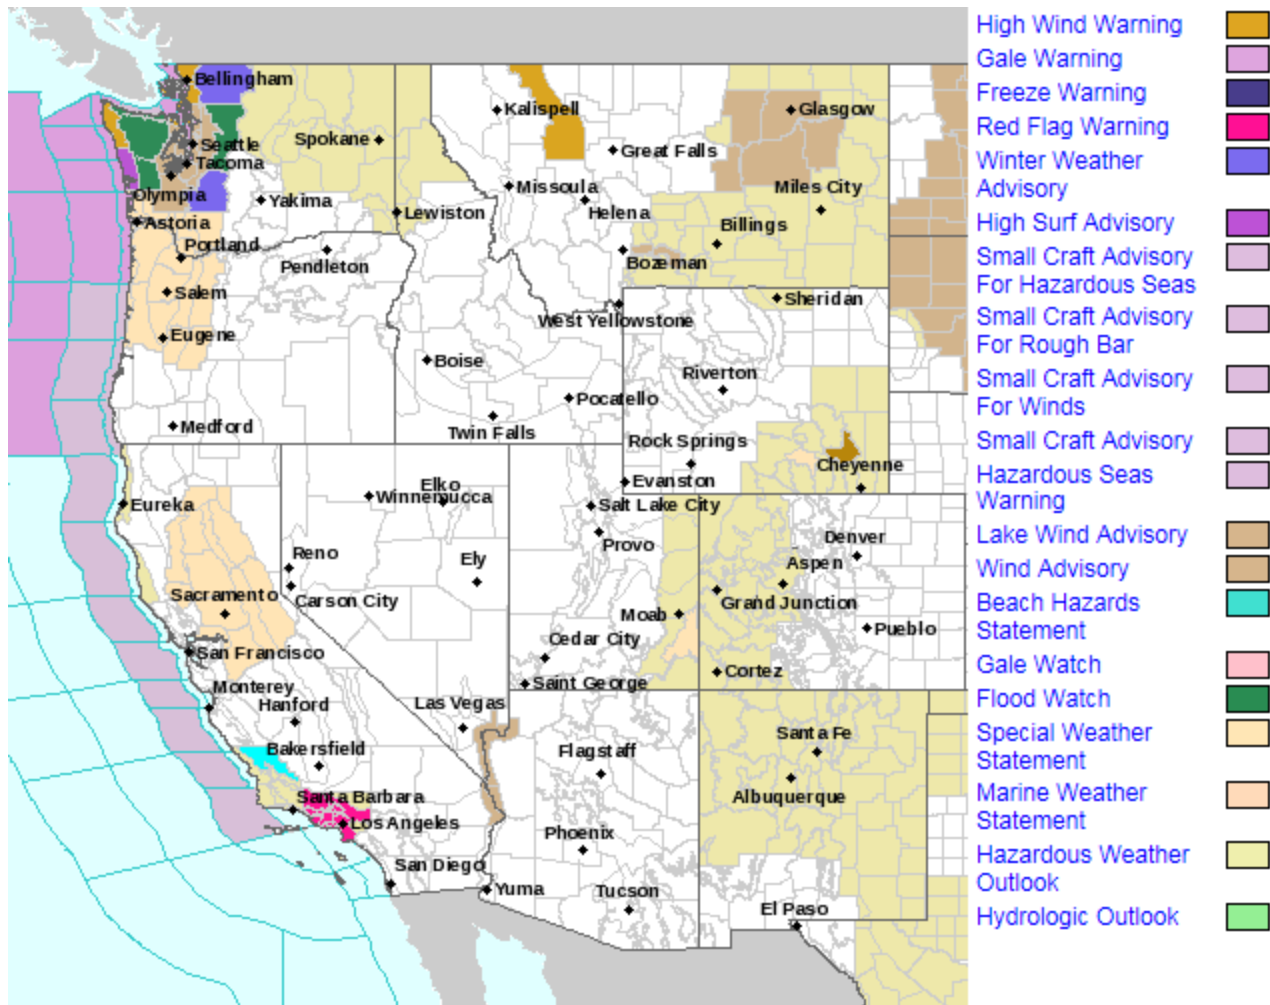 High Wind Warning
Gale Warning
Freeze Warning
Red Flag Warning
Winter Weather
Advisory
High Surf Advisory
Small Craft Advisory
For Hazardous Seas
Small Craft Advisory
For Rough Bar
Small Craft Advisory
For Winds
Small Craft Advisory
Hazardous Seas
Warning
Lake Wind Advisory
Wind Advisory
Beach Hazards
Statement
Gale Watch
Flood Watch
Special Weather
Statement
Marine Weather
Statement
Hazardous Weather
Outlook
Hydrologic Outlook
Bellingham
Kalispell
Glasgow
Spokane
Seattle
Great Falls
Tacoma
Missoula
Miles City
Olympia
Yakima
Helena
Lewiston
Astoria
Billings
Portland
Pendleton
Bozeman
Salem
Sheridan
West Yellowstone
Eugene
Boise
Riverton
Pocatello
Medford
Twin Falls
Rock Springs
Cheyenne
Evanston
Elko
Winnemucca
Eureka
Salt Lake City
Denver
Provo
Reno
Ely
Aspen
Sacramento
Carson City
Grand Junction
Moab
Pueblo
Cedar City
San Francisco
Cortez
Saint George
Monterey
Hanford
Las Vegas
Santa Fe
Bakersfield
Flagstaff
Albuquerque
Santa Barbara
Los Angeles
Phoenix
San Diego
Yuma
Tucson
El Paso